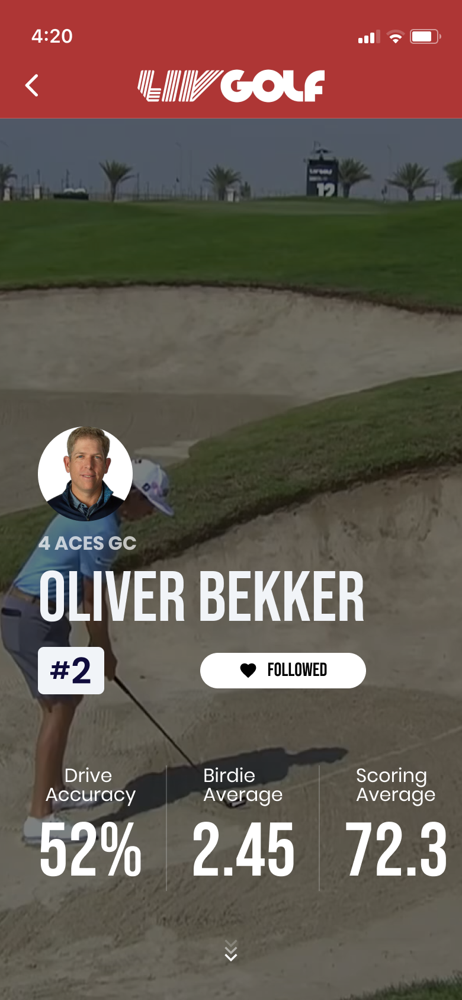 4:20
LIV GOLF
12
4 ACES GC
OLIVER BEKKER
#2
FOLLOWED
Drive
Accuracy
52%
Birdie
Average
2.45
Scoring
Average
72.3